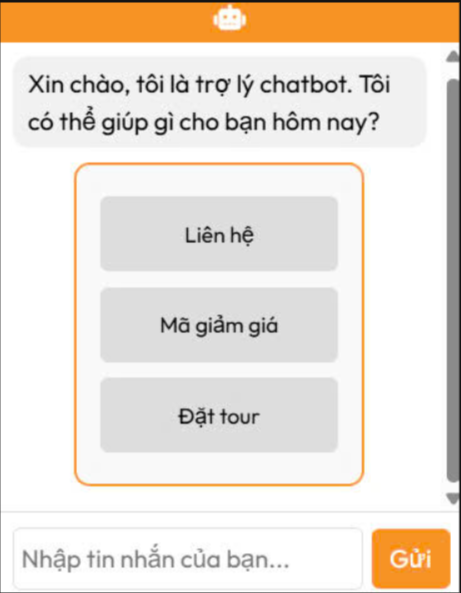 Xin chào, tôi là trợ lý chatbot. Tôi
có thể giúp gì cho bạn hôm nay?
Liên hệ
Mã giảm giá
Đặt tour
Nhập tin nhắn của bạn...
Gửi